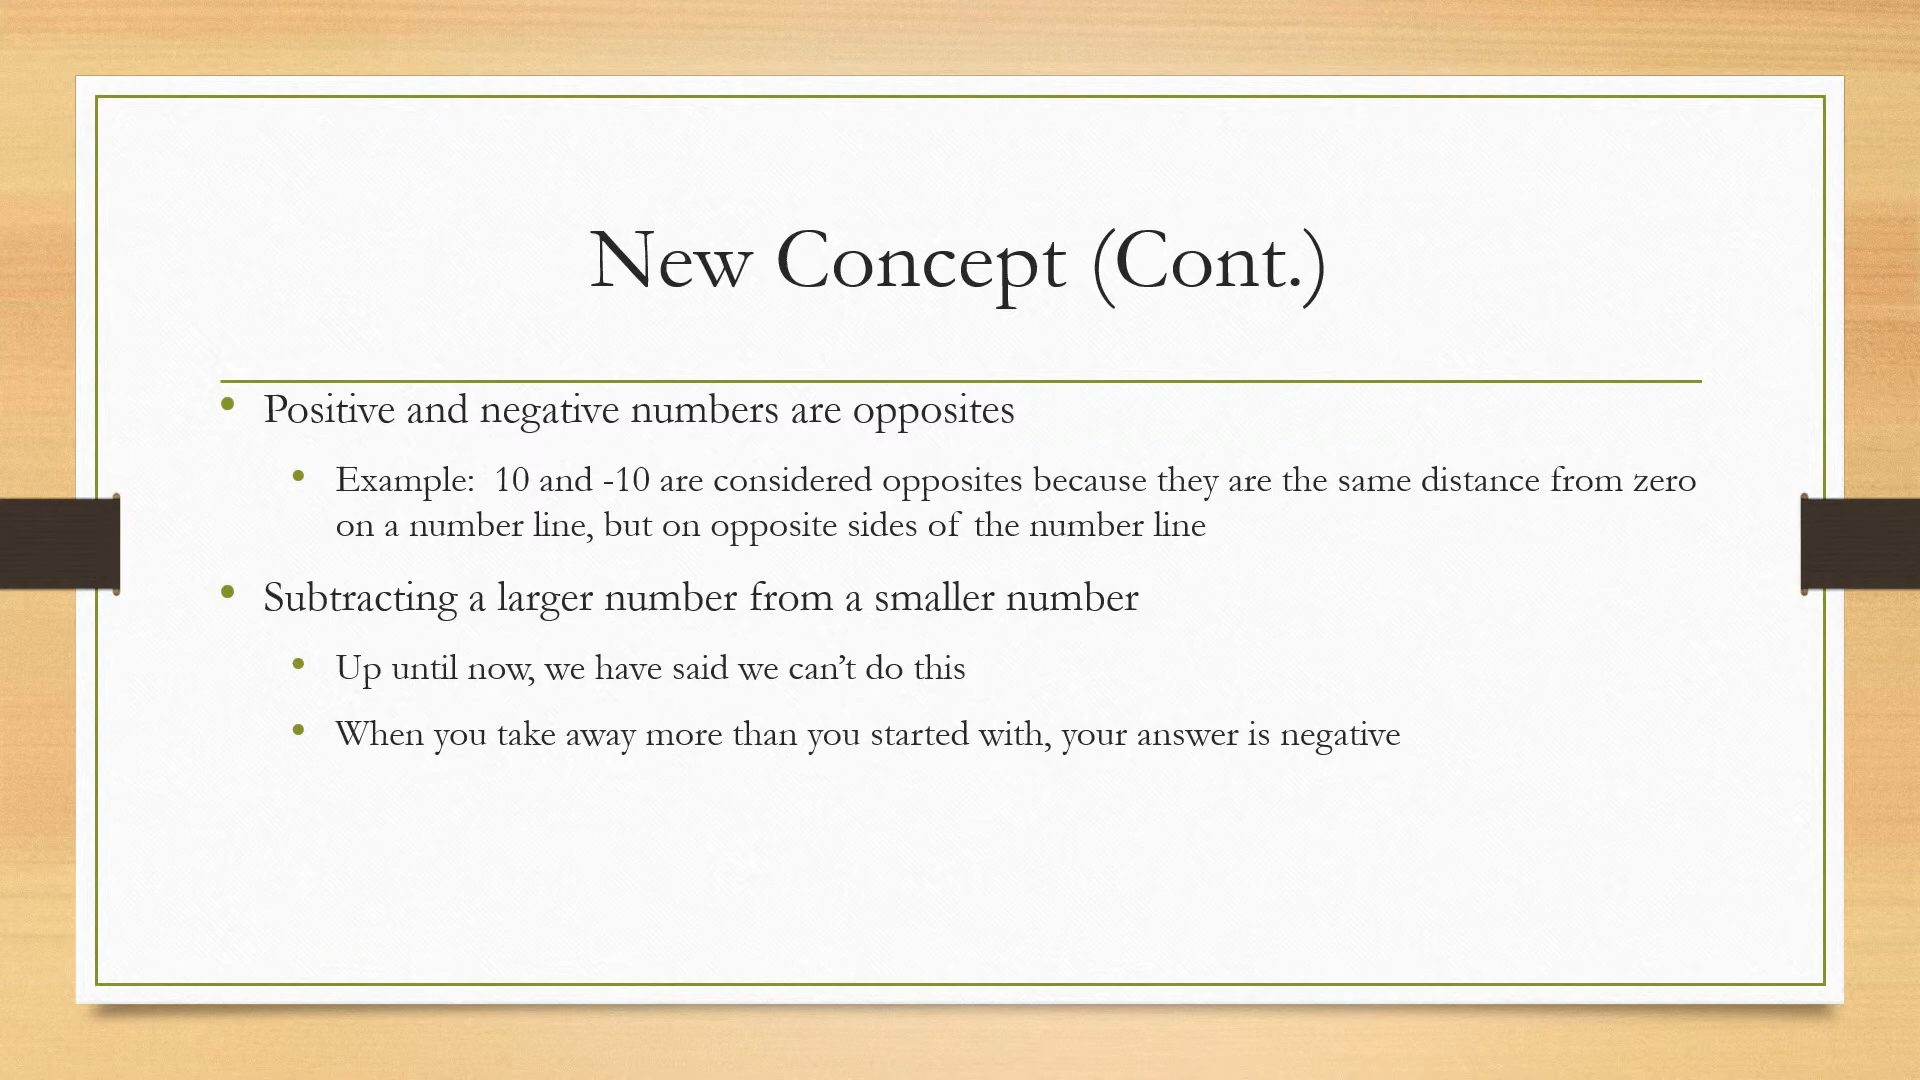 New Concept (Cont.)
• Positive and negative numbers are opposites
• Example:  10 and -10 are considered opposites because they are the same distance from zero
on a number line, but on opposite sides of the number line
• Subtracting a larger number from a smaller number
• Up until now, we have said we can’t do this
• When you take away more than you started with, your answer is negative